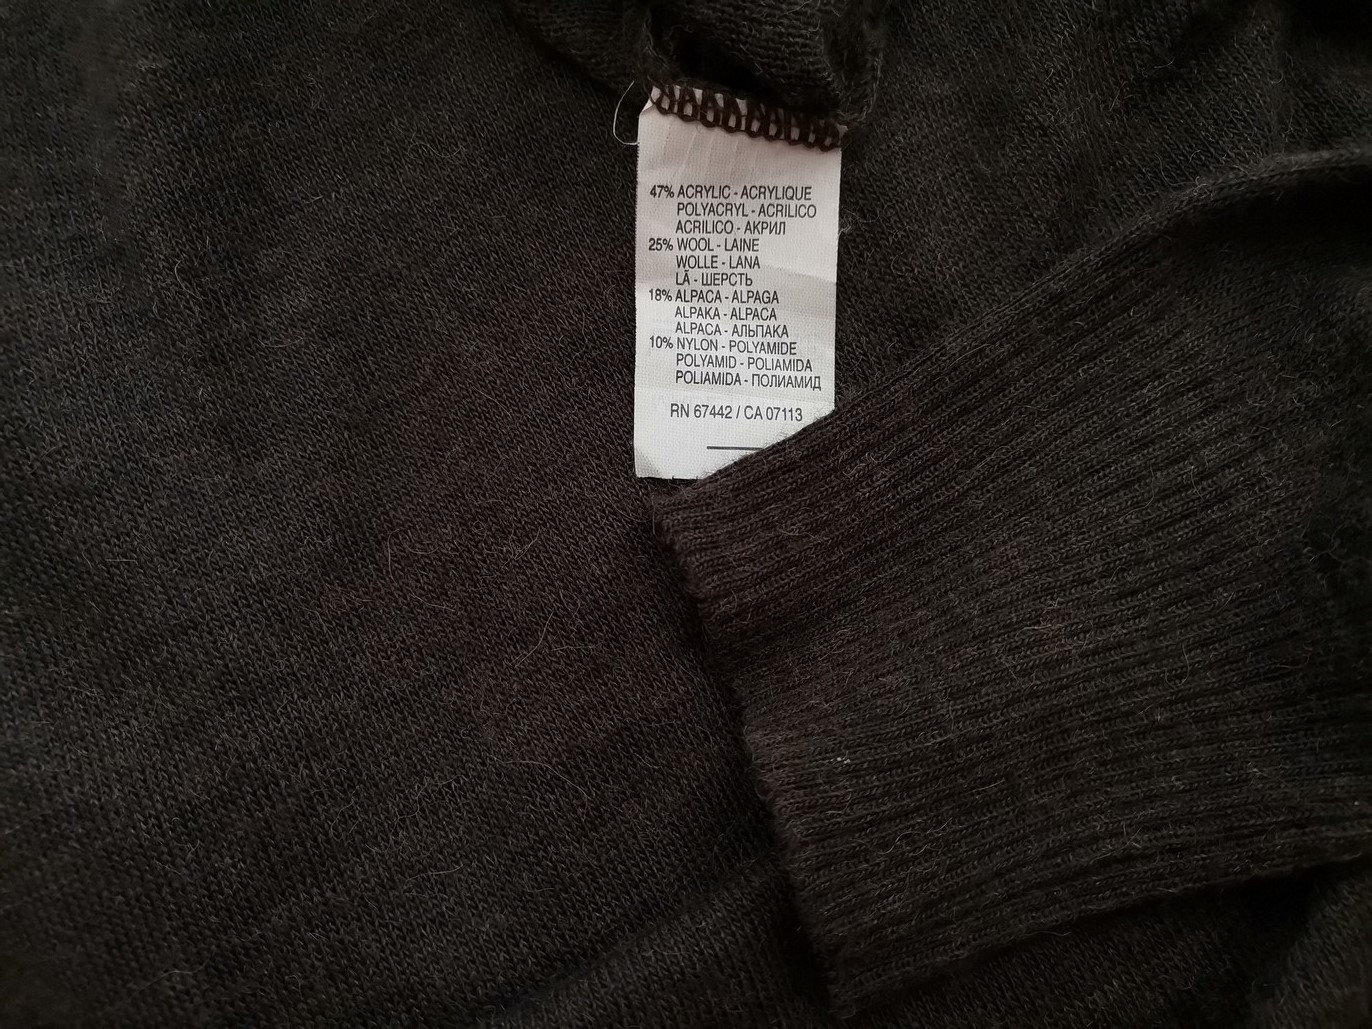 47% ACRYLIC - ACRYLIQUE
POLYACRYL - ACRILICO
ACRILICO - АКРИЛ
25% WOOL - LAINE
WOLLE - LANA
LÃ - ШЕРСТЬ
18% ALPACA - ALPAGA
ALPAKA - ALPACA
ALPACA - АЛЬПАКА
10% NYLON - POLYAMIDE
POLYAMID - POLIAMIDA
POLIAMIDA - ПОЛИАМИД
RN 67442 / CA 07113